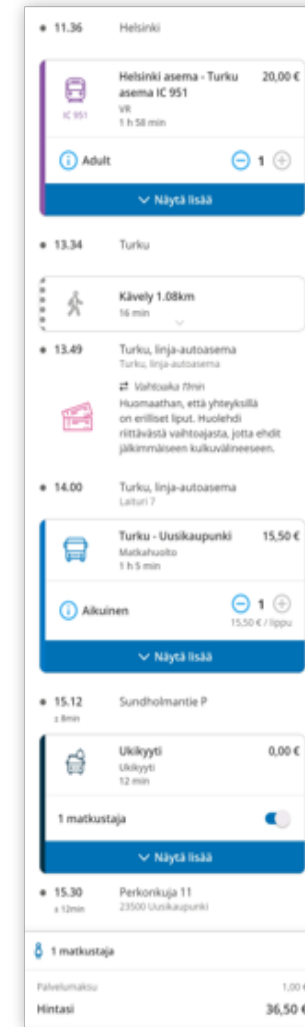 11.36 Helsinki
Helsinki asema - Turku 20,00 €
asema IC 951
IC 951
VR
1 h 58 min
Adult 1
Näytä lisää
13.34 Turku
Kävely 1.08km
16 min
13.49 Turku, linja-autoasema
Turku, linja-autoasema
Vaihtoaika 11min
Huomaathan, että yhteyksillä
on erilliset liput. Huolehdi
riittävästä vaihtoajasta, jotta ehdit
jälkimmäiseen kulkuvälineeseen.
14.00 Turku, linja-autoasema
Laituri 7
Turku - Uusikaupunki 15,50 €
Matkahuolto
1 h 5 min
Aikuinen 1
15,50 € / lippu
Näytä lisää
15.12 Sundholmantie P
± 8min
Ukikyyti 0,00 €
Ukikyyti
12 min
1 matkustaja
Näytä lisää
15.30 Perkonkuja 11
± 12min 23500 Uusikaupunki
1 matkustaja
Palvelumaksu 1,00 €
Hintasi 36,50 €